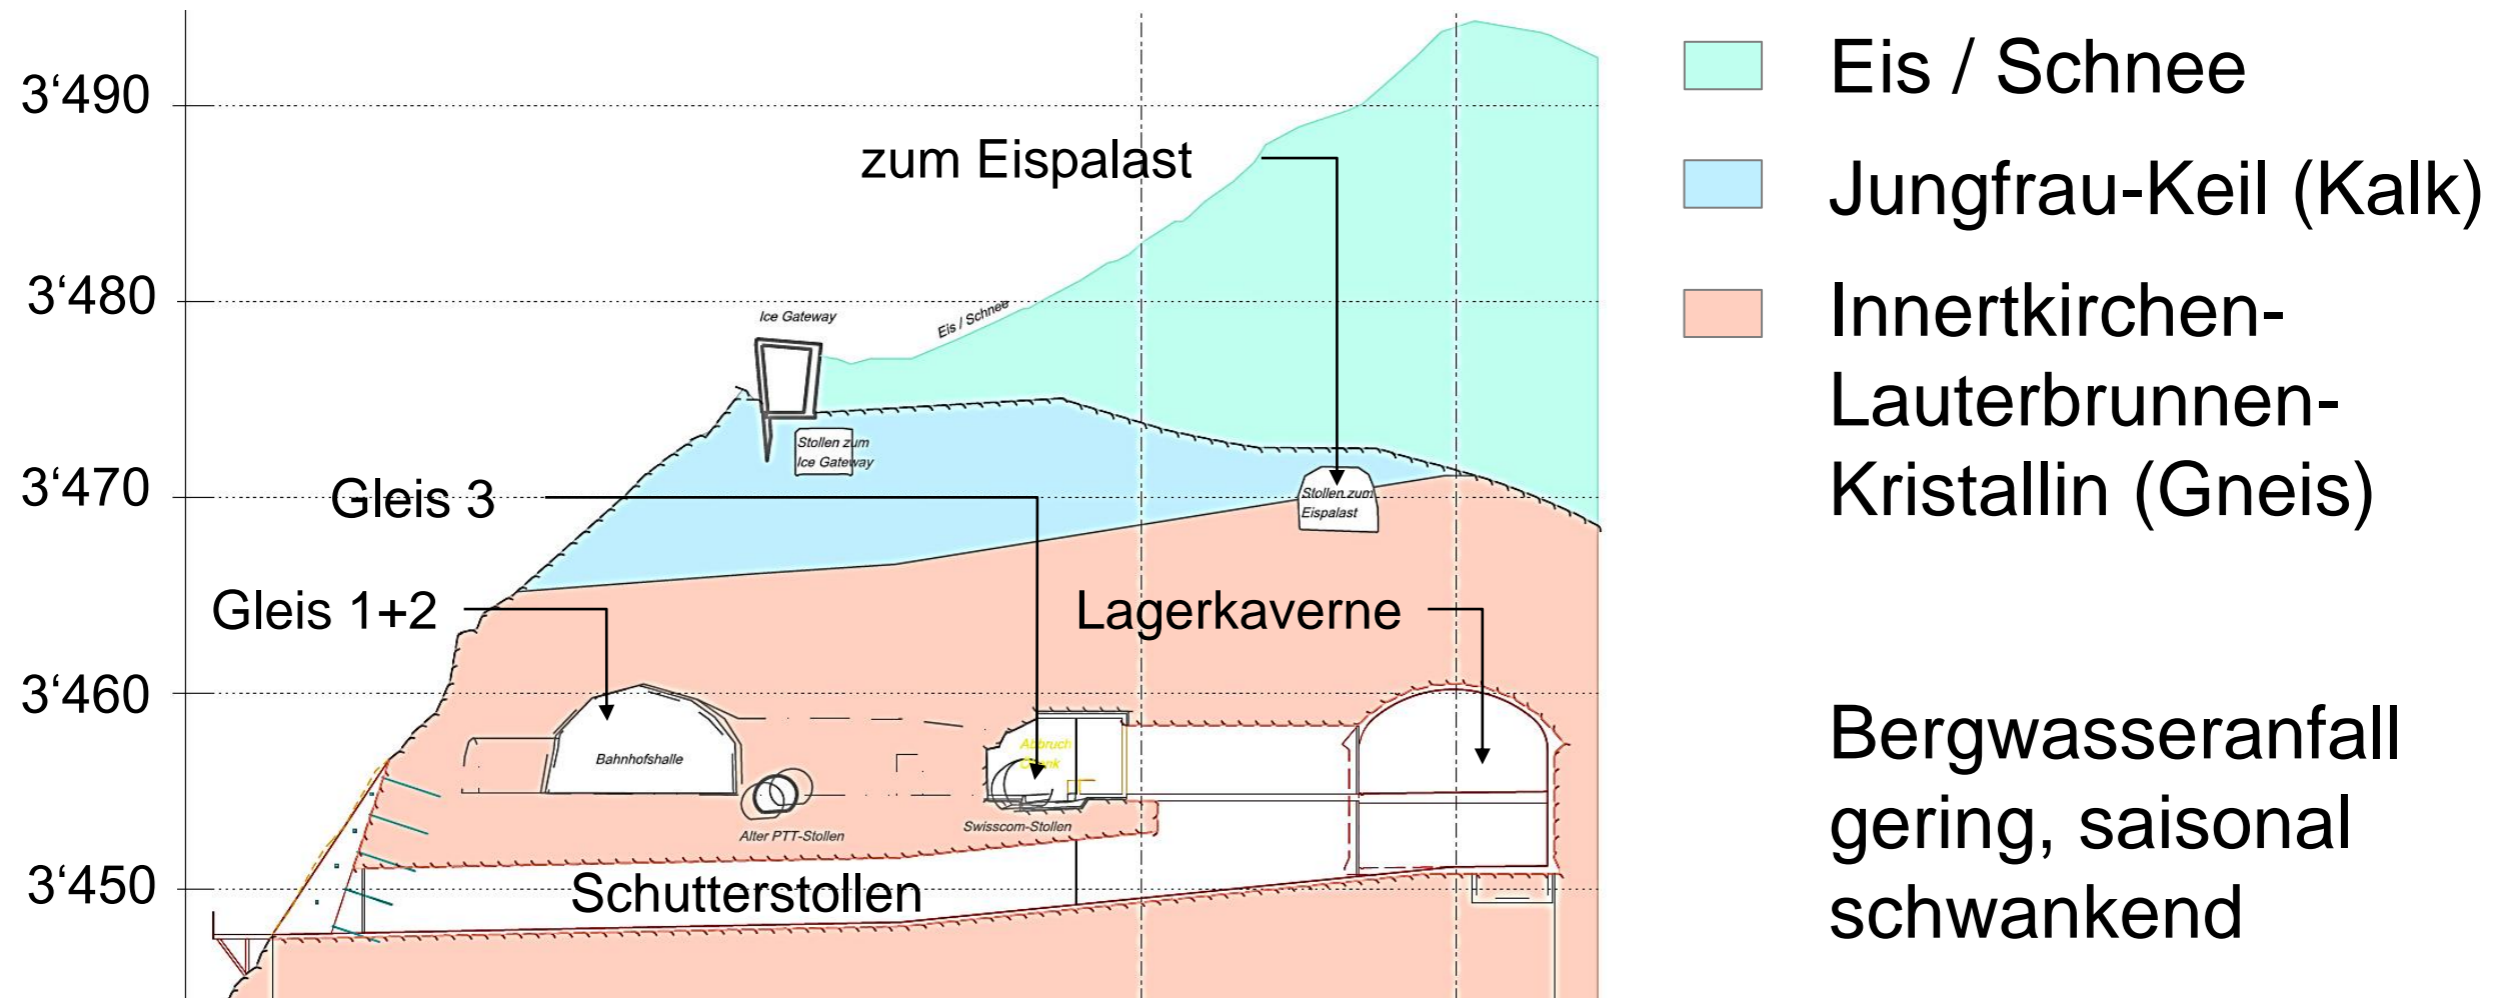 3‘490
3‘480
3‘470
3‘460
3‘450
zum Eispalast
Ice Gateway
Eis / Schnee
Stollen zum
Ice Gateway
Gleis 3
Stollen zum
Eispalast
Gleis 1+2
Lagerkaverne
Bahnhofshalle
Abbruch
Alter PTT-Stollen
Swisscom-Stollen
Schutterstollen
Eis / Schnee
Jungfrau-Keil (Kalk)
Innertkirchen-
Lauterbrunnen-
Kristallin (Gneis)
Bergwasseranfall
gering, saisonal
schwankend